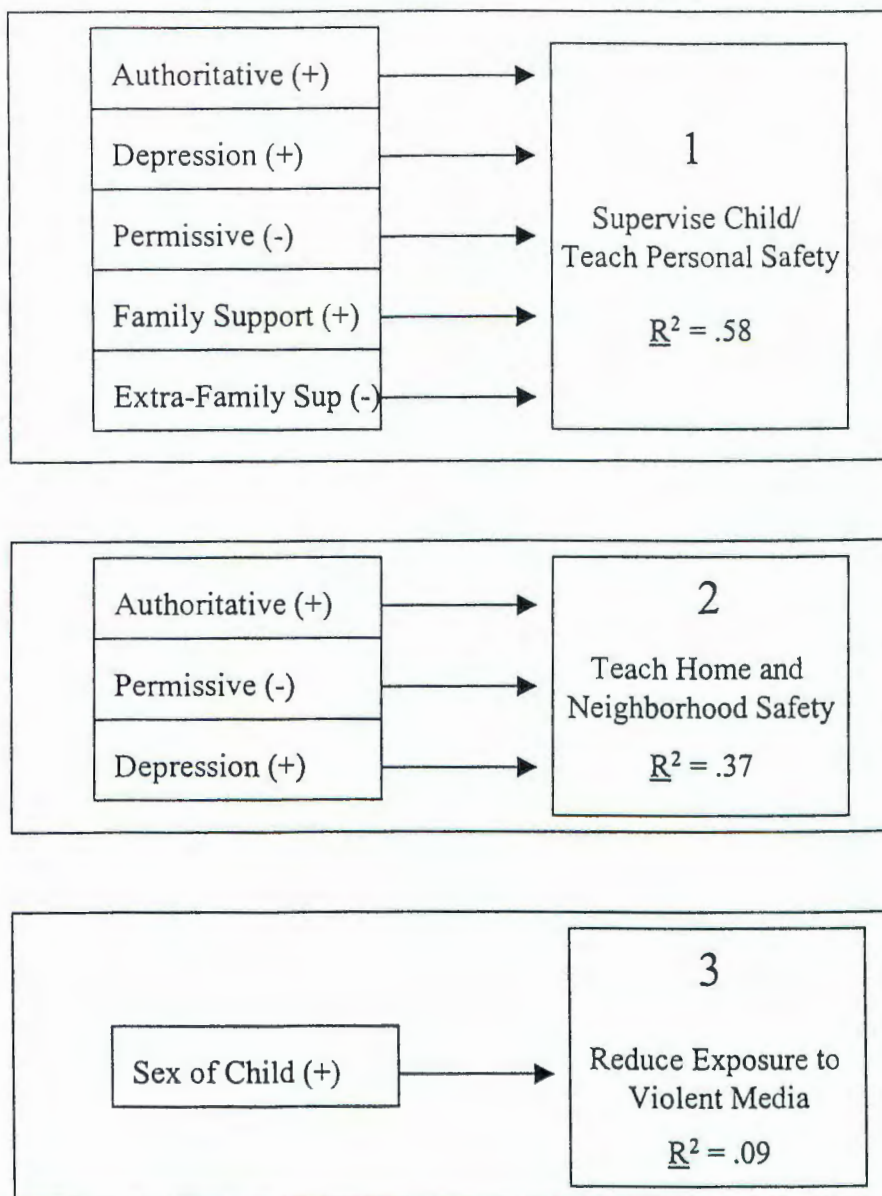 Authoritative (+)
Depression (+)
Permissive (-)
Family Support (+)
Extra-Family Sup (-)
1
Supervise Child/
Teach Personal Safety
R² = .58
Authoritative (+)
Permissive (-)
Depression (+)
2
Teach Home and
Neighborhood Safety
R² = .37
Sex of Child (+)
3
Reduce Exposure to
Violent Media
R² = .09